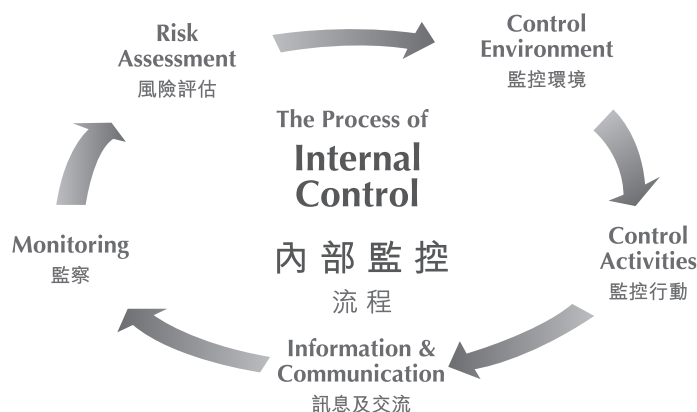 Risk
Assessment
風險評估
Control
Environment
監控環境
The Process of
Internal
Control
內部監控
流程
Control
Activities
監控行動
Information &
Communication
訊息及交流
Monitoring
監察